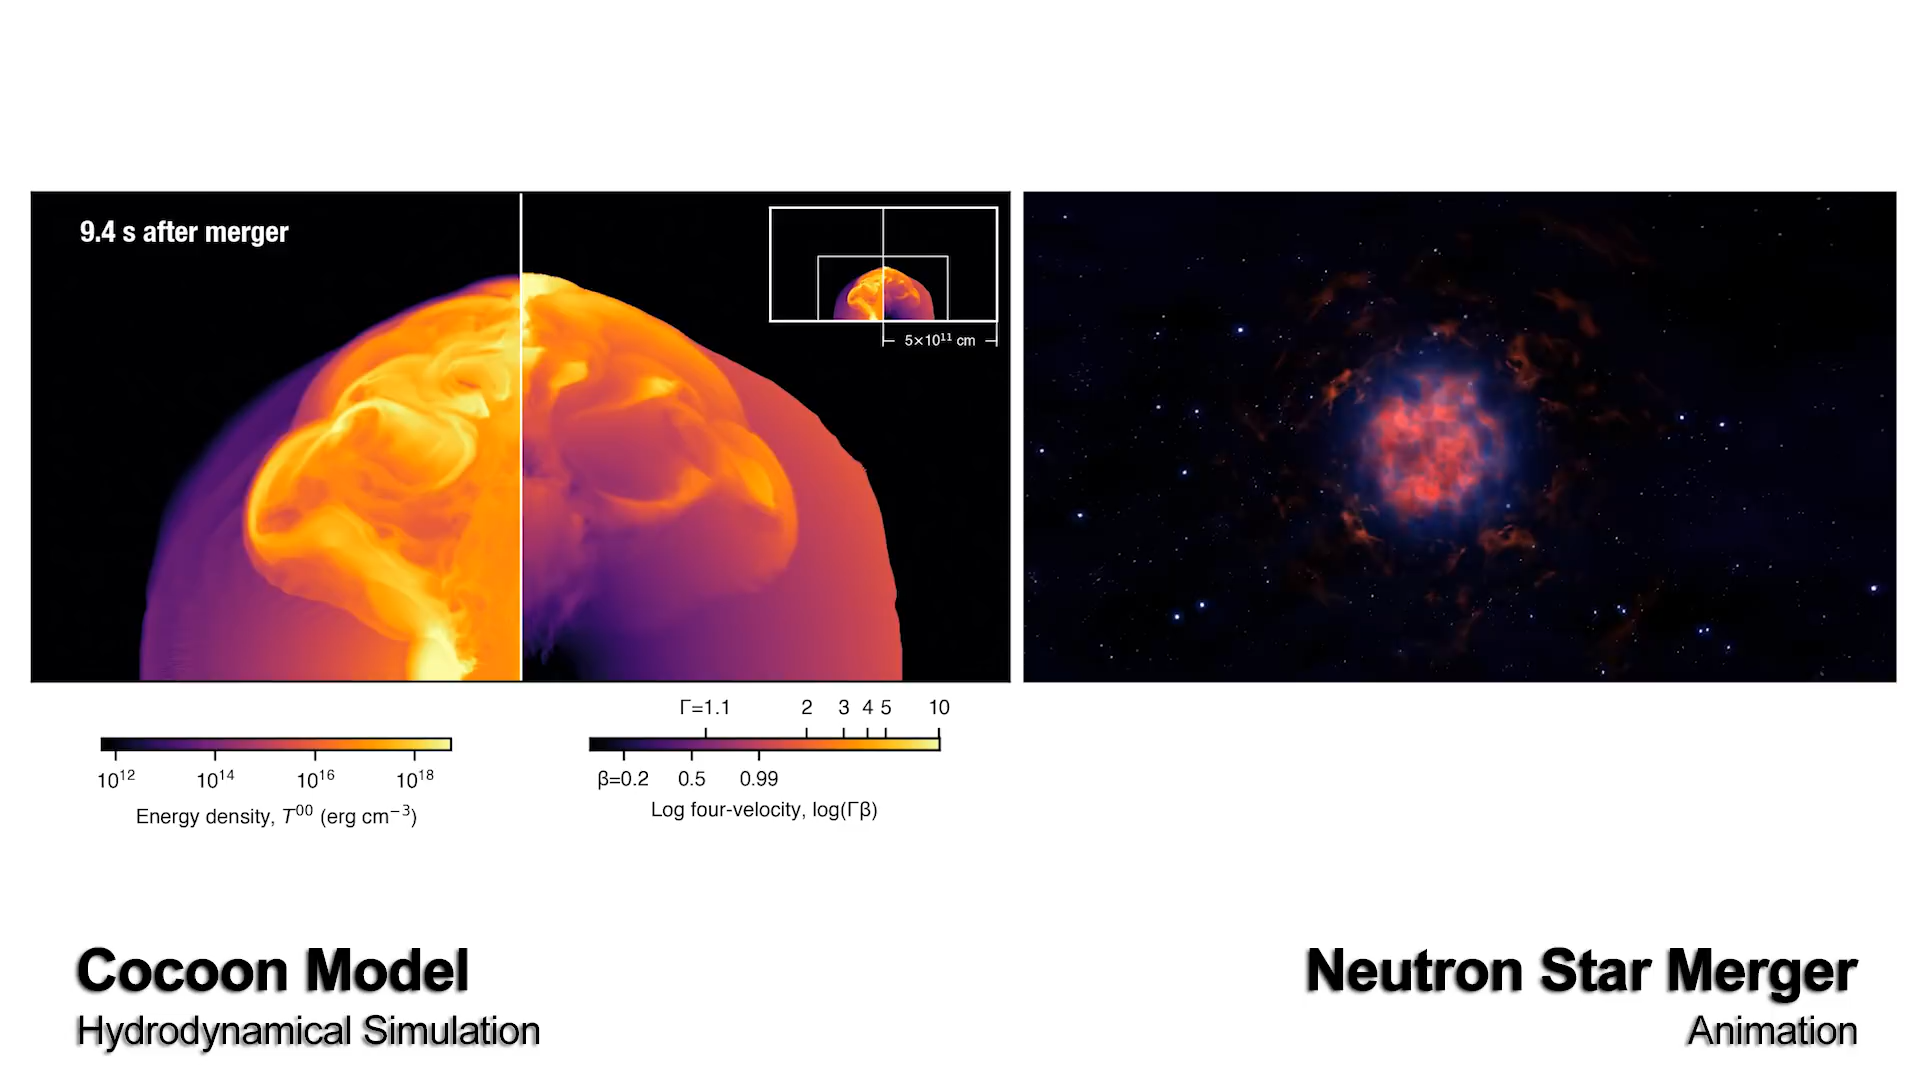 9.4 s after merger
5×10¹¹ cm
Γ=1.1 2 3 4 5 10
10¹² 10¹⁴ 10¹⁶ 10¹⁸
β=0.2 0.5 0.99
Energy density, T⁰⁰ (erg cm⁻³)
Log four-velocity, log(Γβ)
Cocoon Model
Hydrodynamical Simulation
Neutron Star Merger
Animation